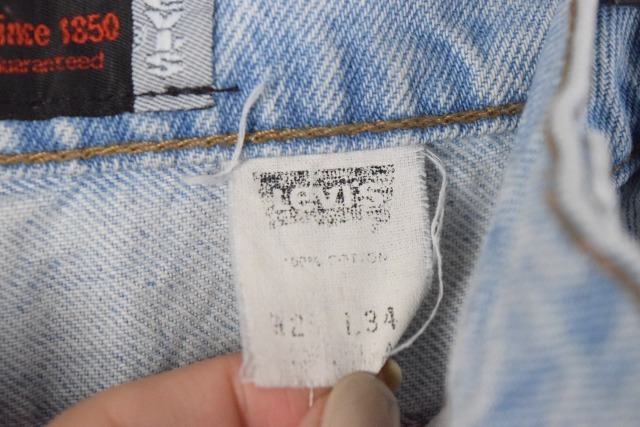 since 1850
Guaranteed
Levi's
100% COTTON
L34